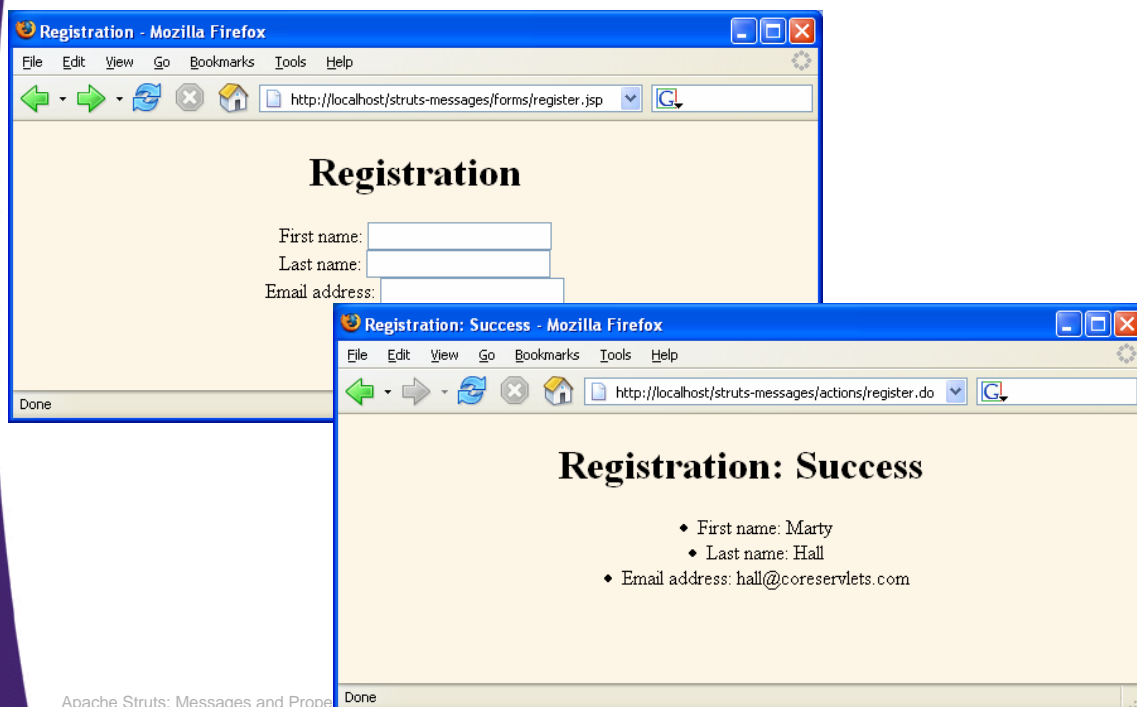 Registration - Mozilla Firefox
File Edit View Go Bookmarks Tools Help
http://localhost/struts-messages/forms/register.jsp
G
Registration
First name:
Last name:
Email address:
Done
Registration: Success - Mozilla Firefox
File Edit View Go Bookmarks Tools Help
http://localhost/struts-messages/actions/register.do
G
Registration: Success
• First name: Marty
• Last name: Hall
• Email address: hall@coreservlets.com
Done
Apache Struts: Messages and